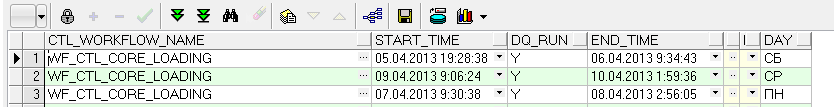 CTL_WORKFLOW_NAME START_TIME DQ_RUN END_TIME I DAY
1 WF_CTL_CORE_LOADING ... 05.04.2013 19:28:38 Y 06.04.2013 9:34:43 СБ
2 WF_CTL_CORE_LOADING ... 09.04.2013 9:06:24 Y 10.04.2013 1:59:36 СР
3 WF_CTL_CORE_LOADING ... 07.04.2013 9:30:38 Y 08.04.2013 2:56:05 ПН